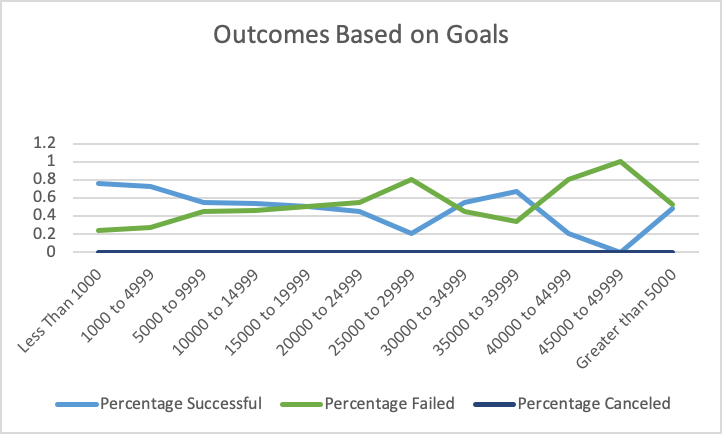 Outcomes Based on Goals
1.2
1
0.8
0.6
0.4
0.2
0
Less Than 1000
1000 to 4999
5000 to 9999
10000 to 14999
15000 to 19999
20000 to 24999
25000 to 29999
30000 to 34999
35000 to 39999
40000 to 44999
45000 to 49999
Greater than 5000
Percentage Successful
Percentage Failed
Percentage Canceled